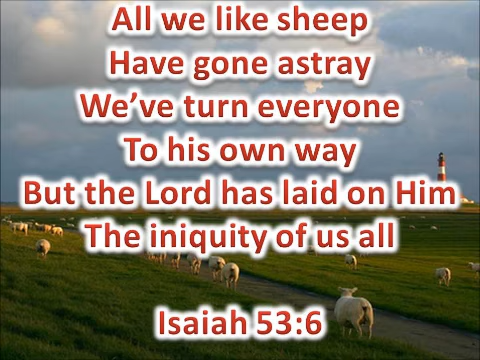 All we like sheep
Have gone astray
We’ve turn everyone
To his own way
But the Lord has laid on Him
The iniquity of us all
Isaiah 53:6